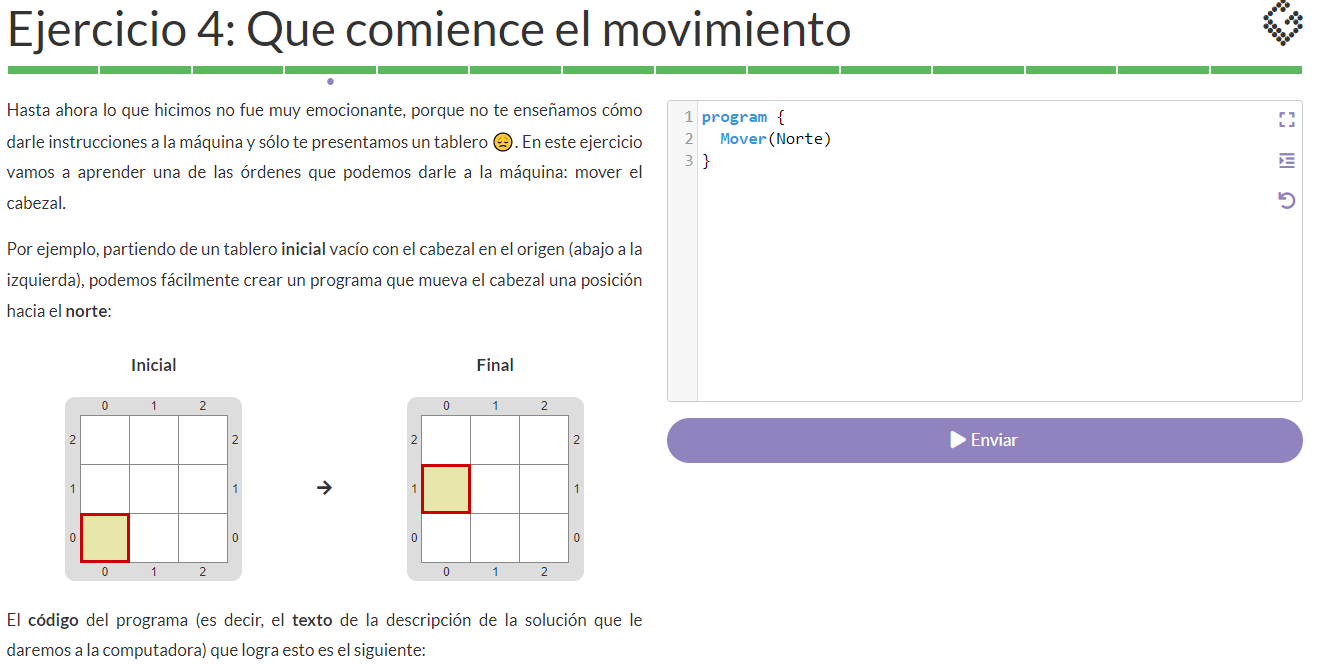 Ejercicio 4: Que comience el movimiento
Hasta ahora lo que hicimos no fue muy emocionante, porque no te enseñamos cómo
darle instrucciones a la máquina y sólo te presentamos un tablero 😔. En este ejercicio
vamos a aprender una de las órdenes que podemos darle a la máquina: mover el
cabezal.
Por ejemplo, partiendo de un tablero inicial vacío con el cabezal en el origen (abajo a la
izquierda), podemos fácilmente crear un programa que mueva el cabezal una posición
hacia el norte:
Inicial
0 1 2
2 2
1 1
0 0
0 1 2
→
Final
0 1 2
2 2
1 1
0 0
0 1 2
El código del programa (es decir, el texto de la descripción de la solución que le
daremos a la computadora) que logra esto es el siguiente:
1 program {
2   Mover(Norte)
3 }
Enviar